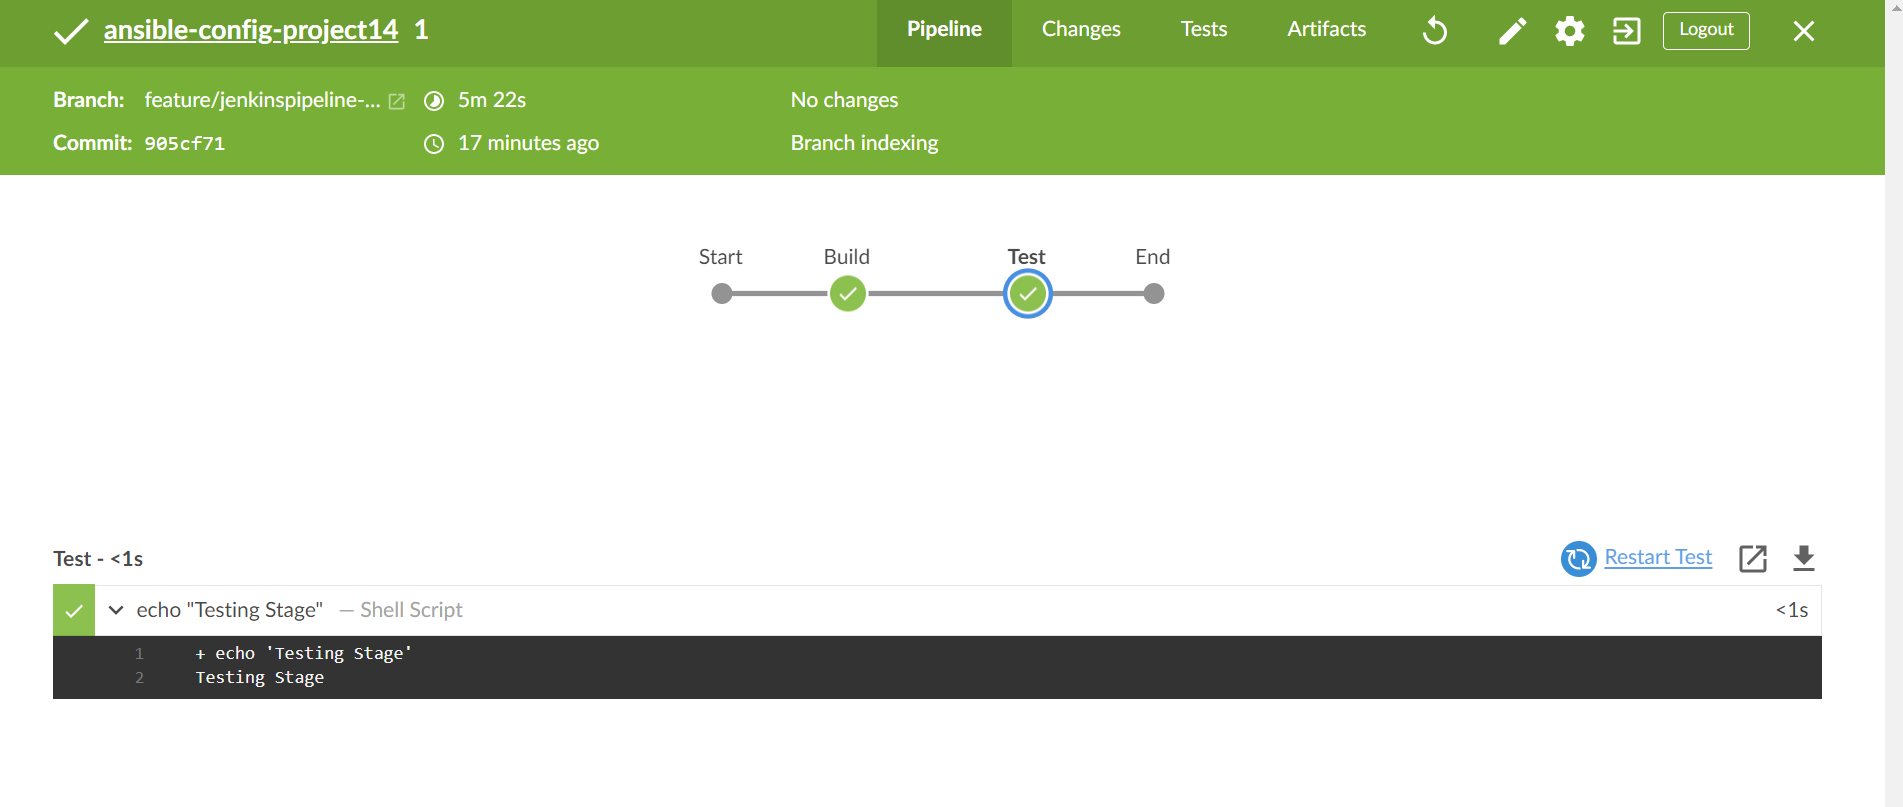 ansible-config-project14 1 Pipeline Changes Tests Artifacts Logout
Branch: feature/jenkinspipeline-... 5m 22s No changes
Commit: 905cf71 17 minutes ago Branch indexing
Start Build Test End
Test - <1s Restart Test
echo "Testing Stage" — Shell Script <1s
1 + echo 'Testing Stage'
2 Testing Stage